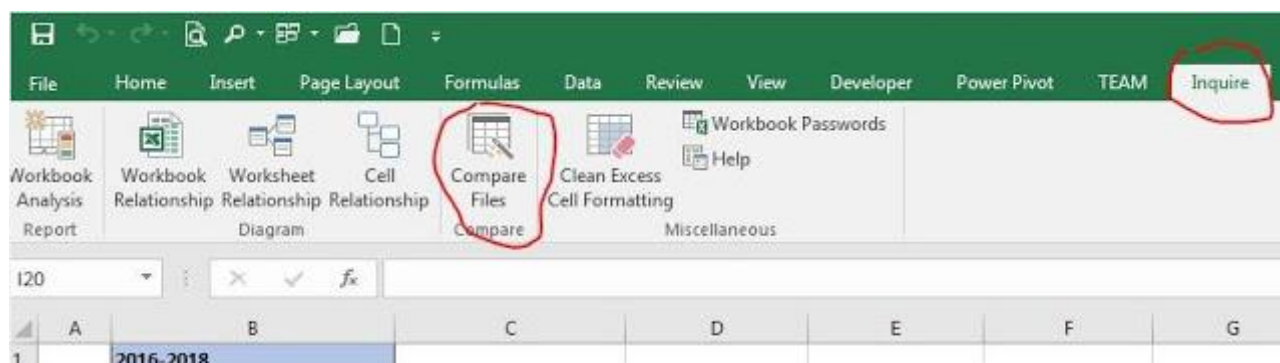 File Home Insert Page Layout Formulas Data Review View Developer Power Pivot TEAM Inquire
Workbook Workbook Worksheet Cell Compare Clean Excess Workbook Passwords
Analysis Relationship Relationship Relationship Files Cell Formatting Help
Report Diagram Compare Miscellaneous
I20 fx
A B C D E F G
1 2016-2018